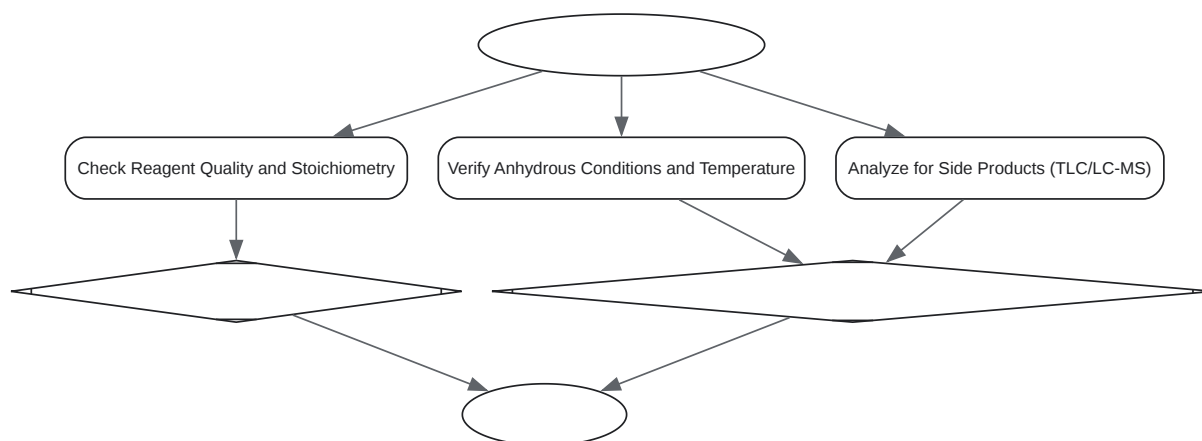 Check Reagent Quality and Stoichiometry
Verify Anhydrous Conditions and Temperature
Analyze for Side Products (TLC/LC-MS)